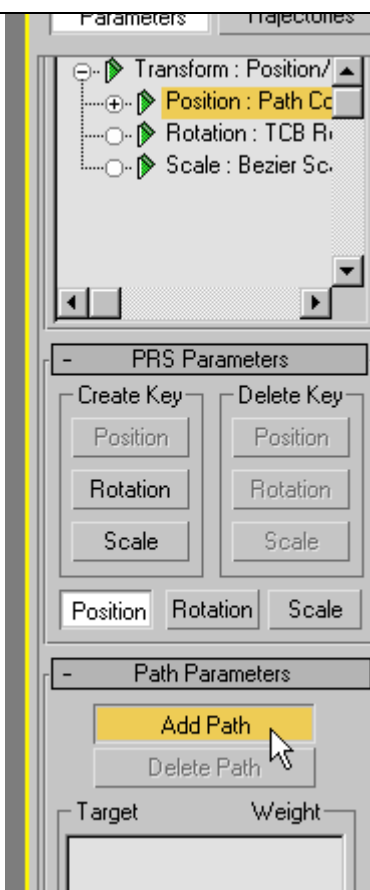 Parameters Trajectories
Transform : Position/
Position : Path Co
Rotation : TCB R
Scale : Bezier Sc
- PRS Parameters
Create Key Delete Key
Position Position
Rotation Rotation
Scale Scale
Position Rotation Scale
- Path Parameters
Add Path
Delete Path
Target Weight